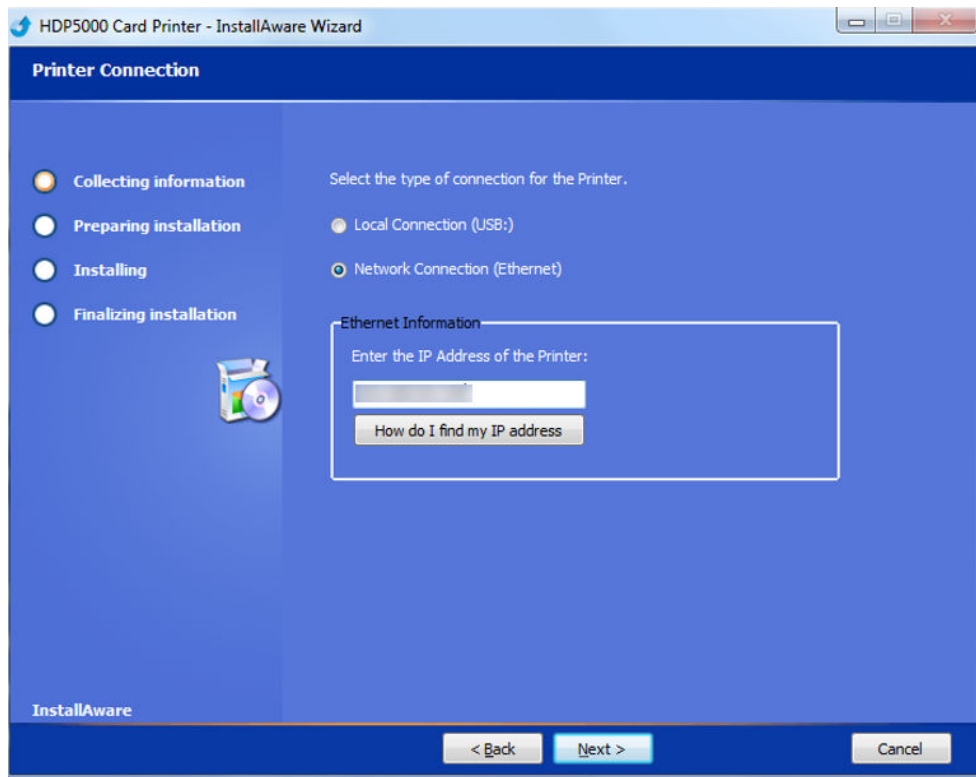 HDP5000 Card Printer - InstallAware Wizard
Printer Connection
Collecting information
Preparing installation
Installing
Finalizing installation
Select the type of connection for the Printer.
Local Connection (USB:)
Network Connection (Ethernet)
Ethernet Information
Enter the IP Address of the Printer:
How do I find my IP address
InstallAware
< Back
Next >
Cancel